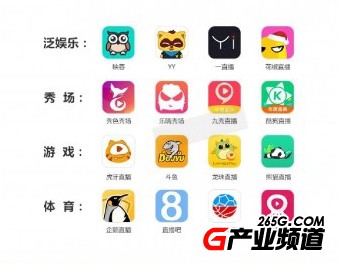 泛娱乐：
Yi
映客 YY 一直播 花椒直播
秀场：
K
秀色秀场 乐嗨秀场 九秀直播 酷狗直播
游戏：
DOUYU
虎牙直播 斗鱼 龙珠直播 熊猫直播
体育：
8
企鹅直播 直播吧
265G.COM
G产业频道